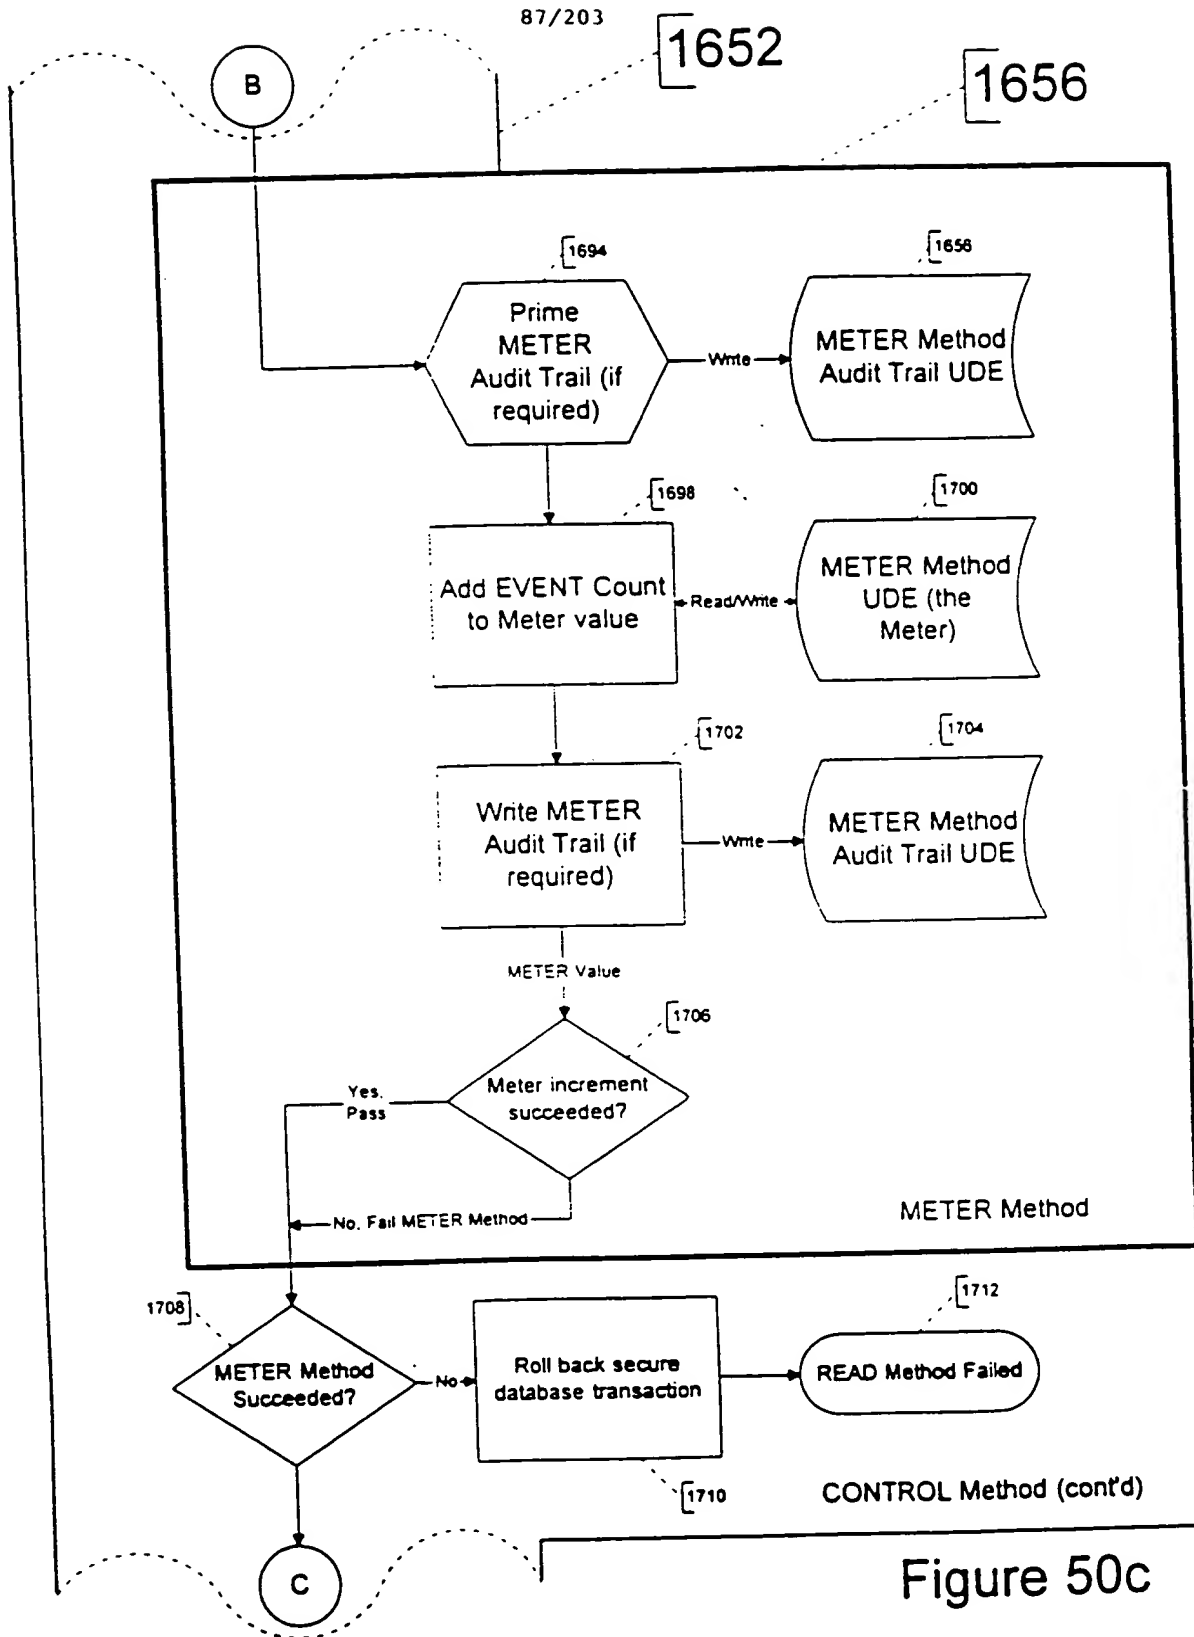 87/203
1652
1656
B
1694
Prime
METER
Audit Trail (if
required)
Write
1656
METER Method
Audit Trail UDE
1698
Add EVENT Count
to Meter value
Read/Write
1700
METER Method
UDE (the
Meter)
1702
Write METER
Audit Trail (if
required)
Write
1704
METER Method
Audit Trail UDE
METER Value
1706
Meter increment
succeeded?
Yes.
Pass
No. Fail METER Method
METER Method
1708
METER Method
Succeeded?
No
Roll back secure
database transaction
1710
1712
READ Method Failed
CONTROL Method (cont'd)
C
Figure 50c